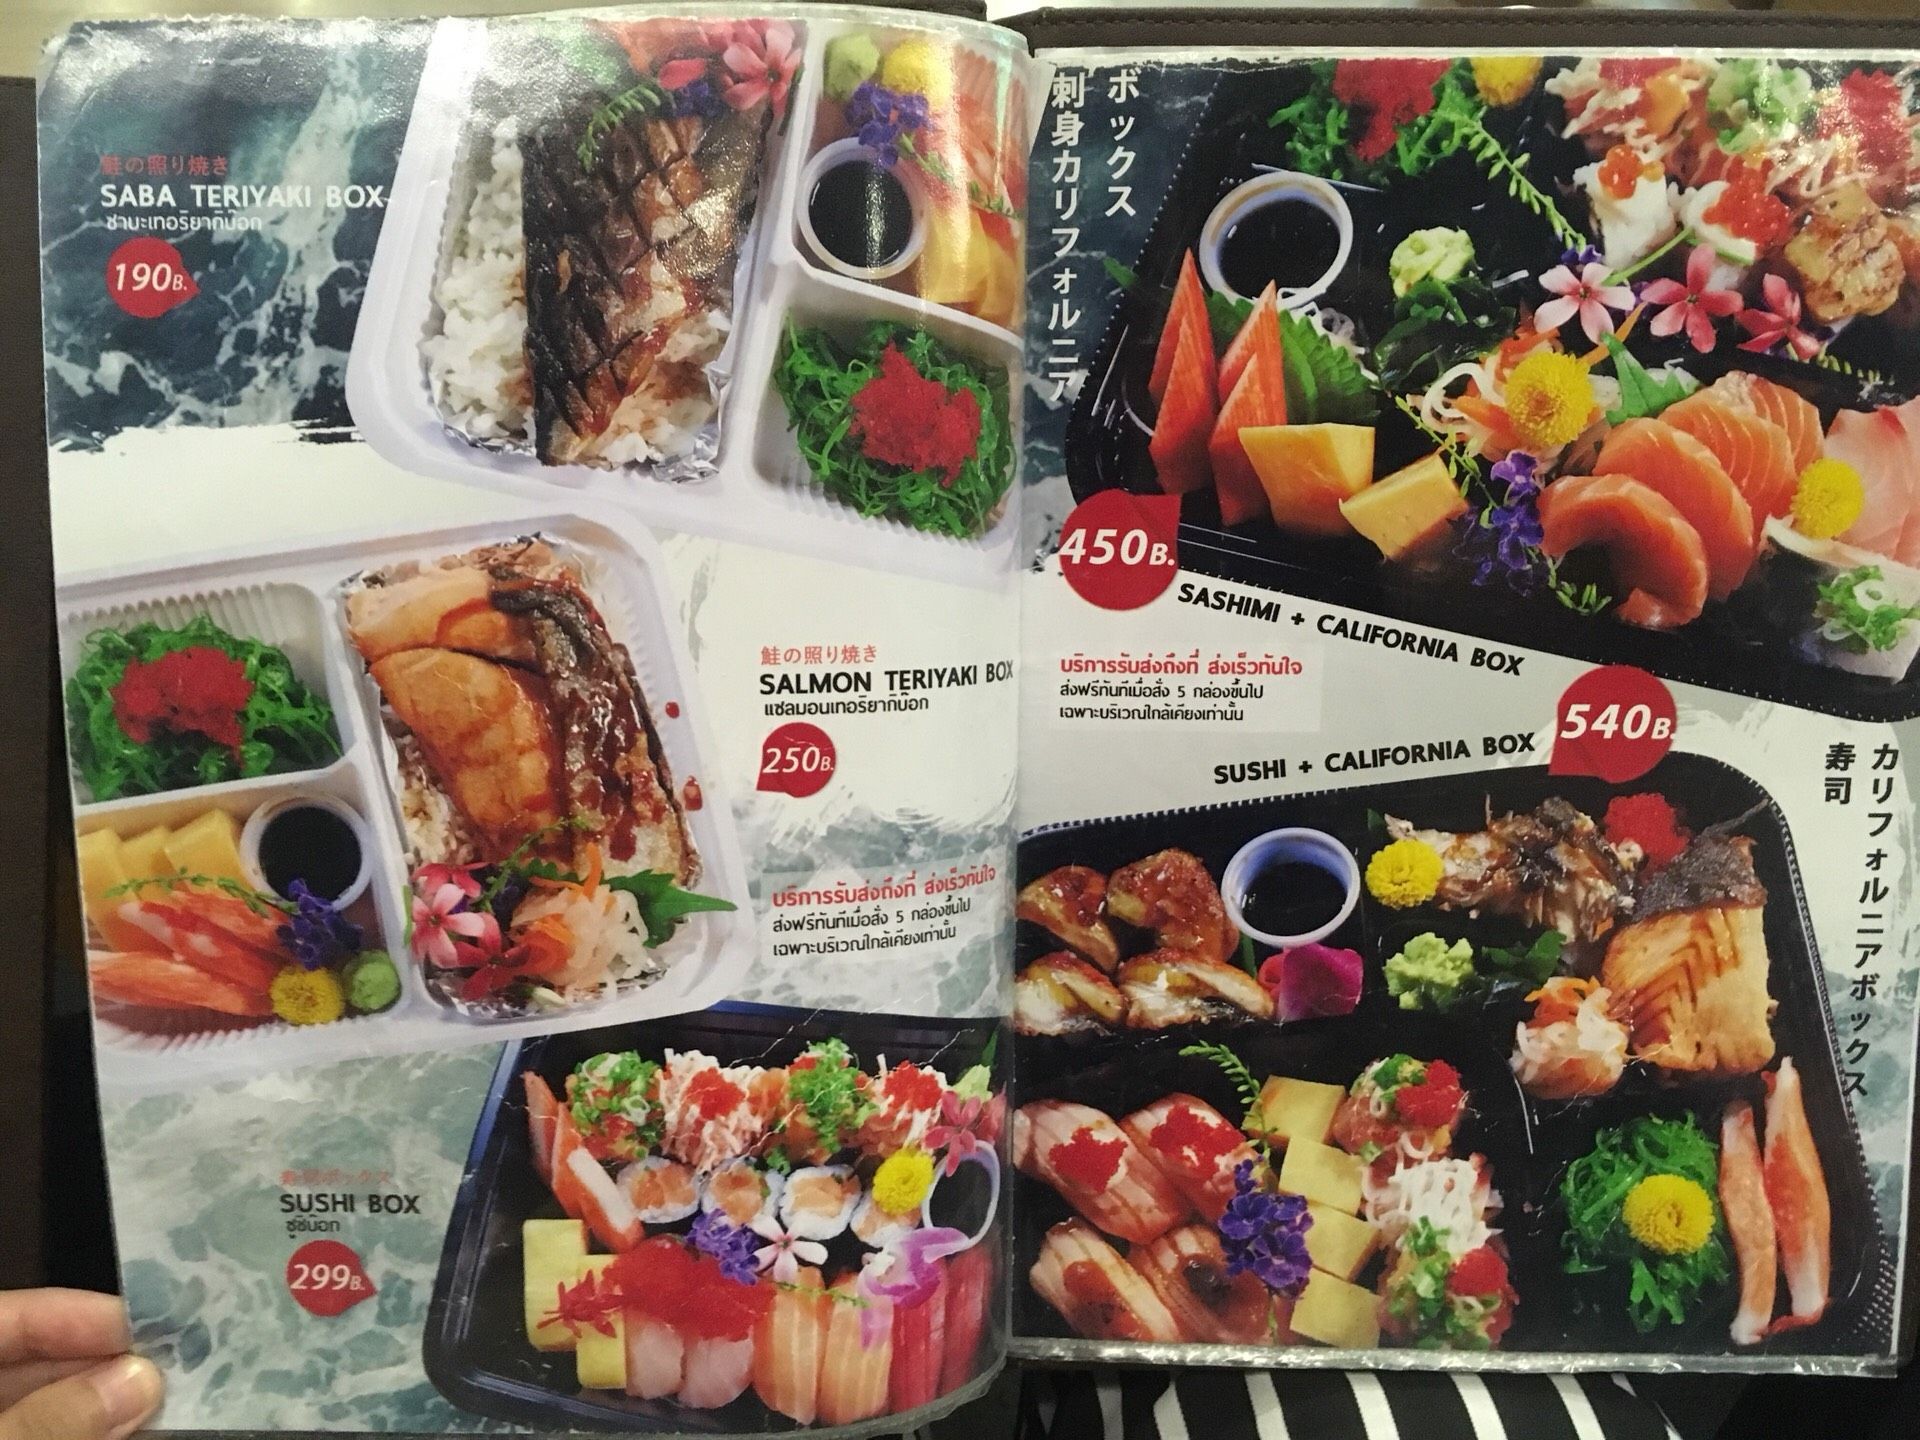 鮭の照り焼き
SABA TERIYAKI BOX
ซาบะเทอริยากิบ๊อก
190B.
鮭の照り焼き
SALMON TERIYAKI BOX
แซลมอนเทอริยากิบ๊อก
250B.
บริการรับส่งถึงที่ ส่งเร็วทันใจ
ส่งฟรีทันทีเมื่อสั่ง 5 กล่องขึ้นไป
เฉพาะบริเวณใกล้เคียงเท่านั้น
寿司ボックス
SUSHI BOX
ซูชิบ๊อก
299B.
ボックス
刺身カリフォルニア
450B.
SASHIMI + CALIFORNIA BOX
บริการรับส่งถึงที่ ส่งเร็วทันใจ
ส่งฟรีทันทีเมื่อสั่ง 5 กล่องขึ้นไป
เฉพาะบริเวณใกล้เคียงเท่านั้น
540B.
SUSHI + CALIFORNIA BOX
カリフォルニアボックス
寿司